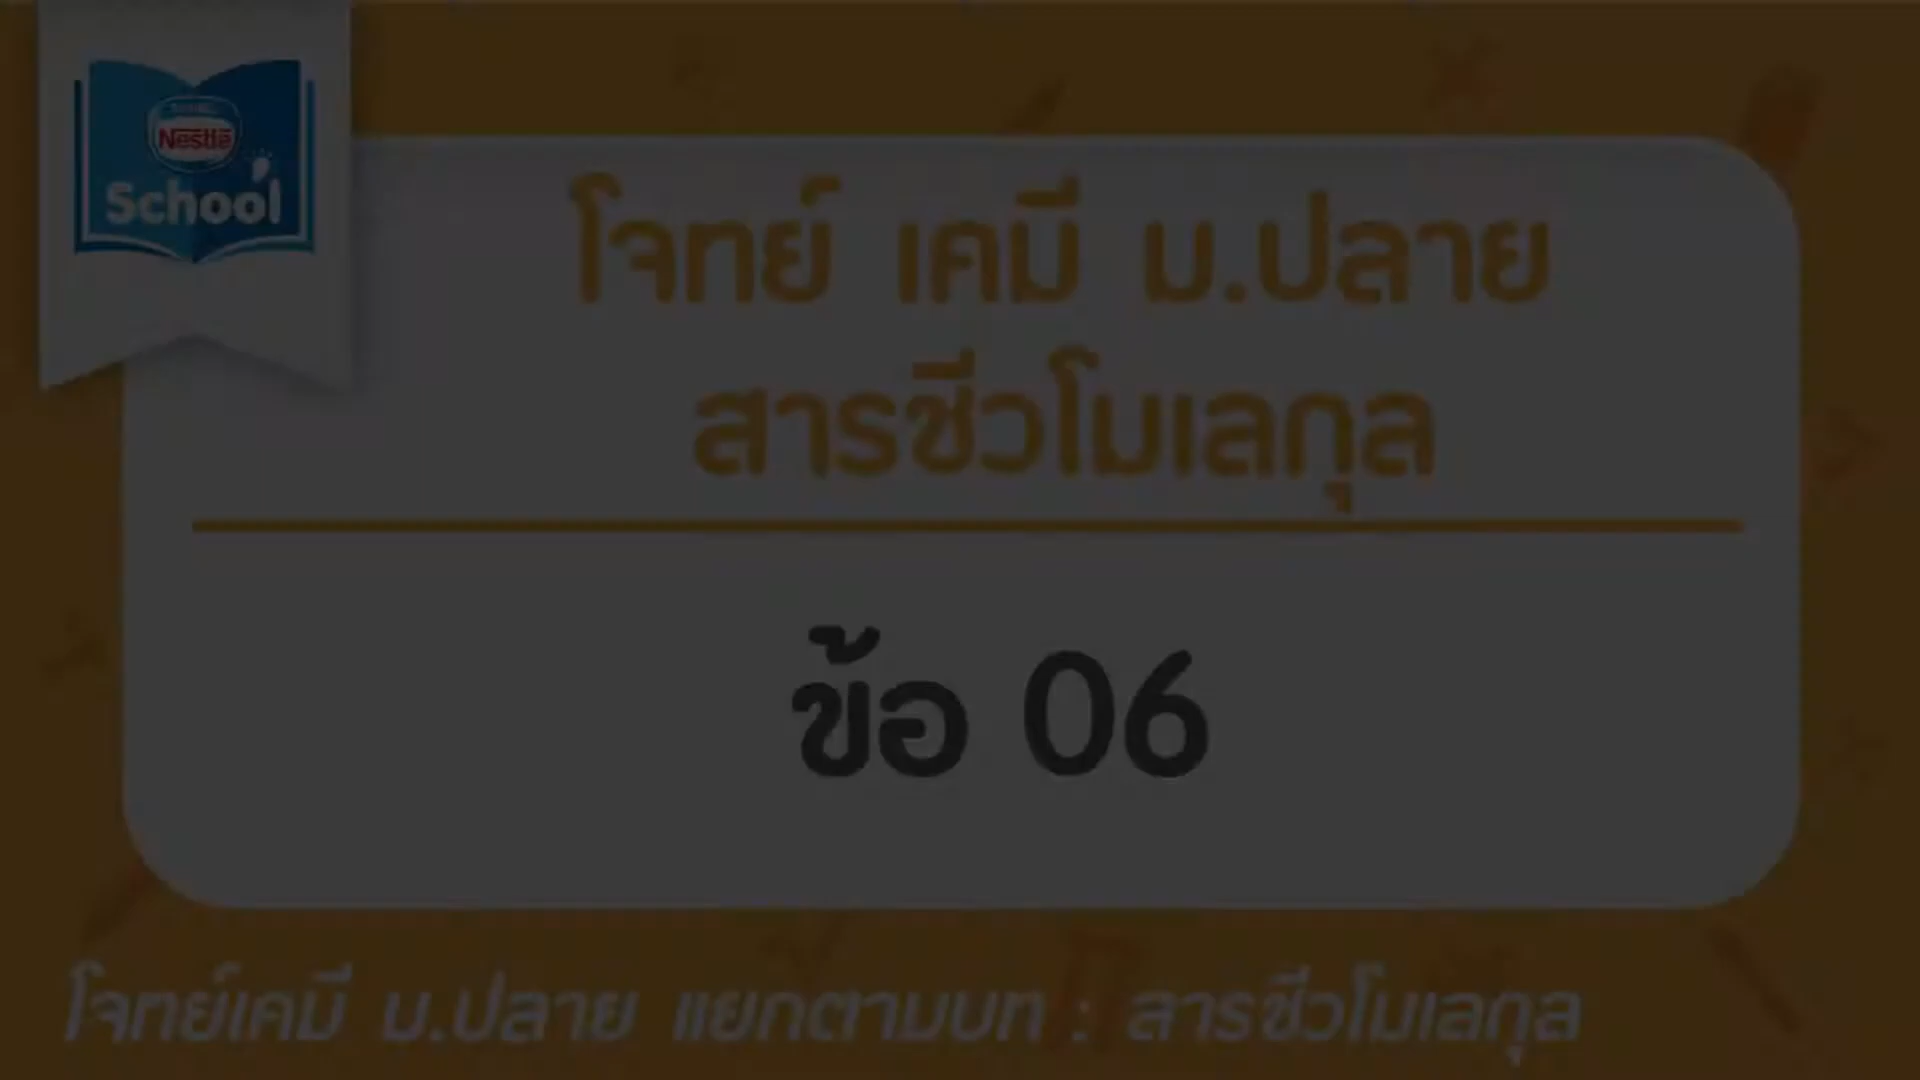 Nestlē
School
โจทย์ เคมี ม.ปลาย
สารชีวโมเลกุล
ข้อ 06
โจทย์เคมี ม.ปลาย แยกตามบท : สารชีวโมเลกุล